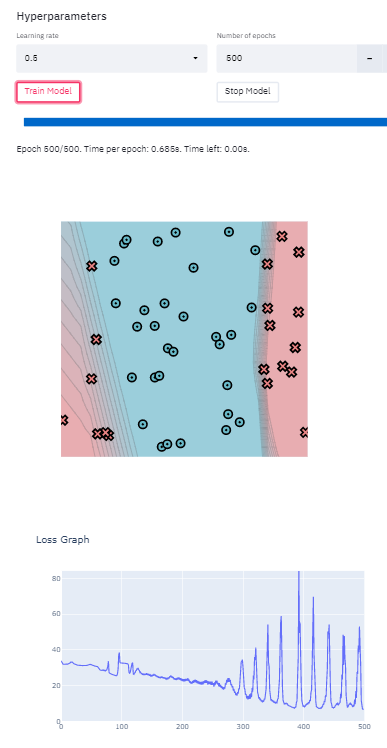 Hyperparameters
Learning rate
Number of epochs
0.5
500
−
Train Model
Stop Model
Epoch 500/500. Time per epoch: 0.685s. Time left: 0.00s.
Loss Graph
80
60
40
20
0
0
100
200
300
400
500